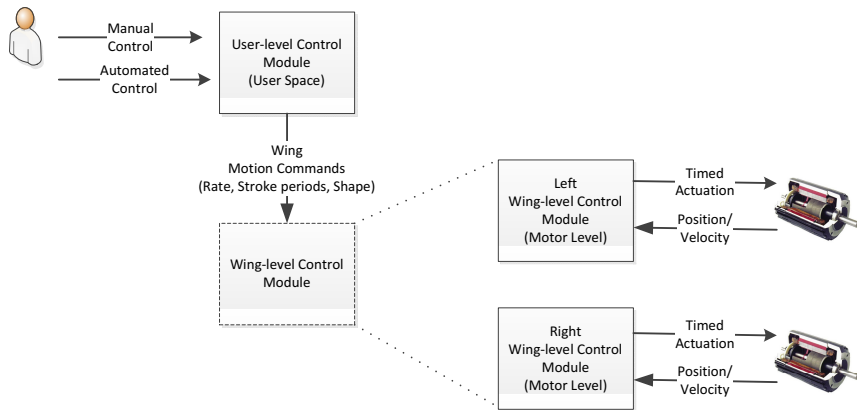 Manual
Control
Automated
Control
User-level Control
Module
(User Space)
Wing
Motion Commands
(Rate, Stroke periods, Shape)
Wing-level Control
Module
Left
Wing-level Control
Module
(Motor Level)
Timed
Actuation
Position/
Velocity
Right
Wing-level Control
Module
(Motor Level)
Timed
Actuation
Position/
Velocity